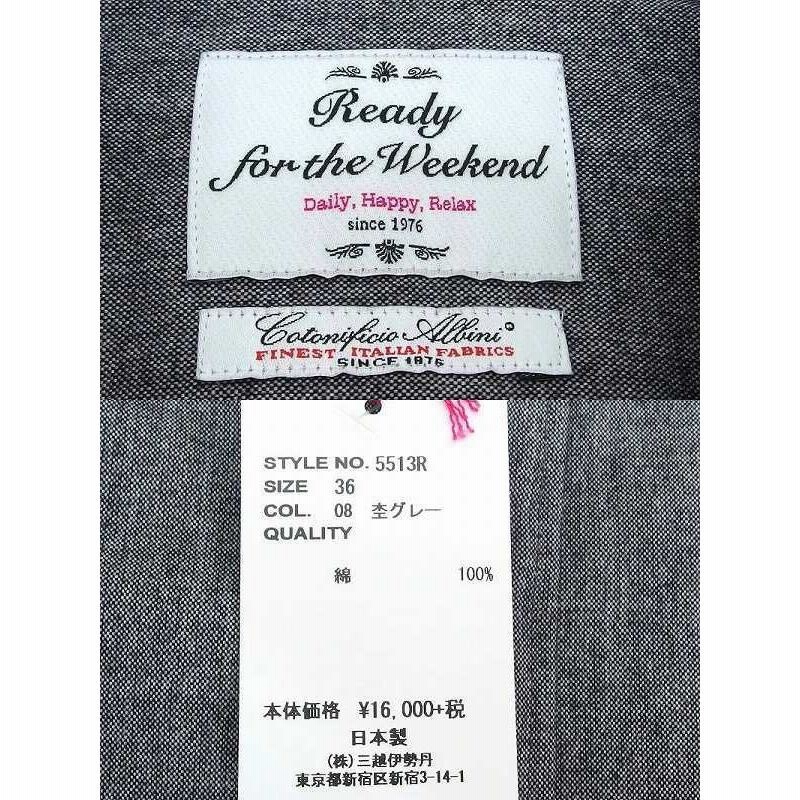 Ready
for the Weekend
Daily, Happy, Relax
since 1976
Cotonificio Albini®
FINEST ITALIAN FABRICS
SINCE 1876
STYLE NO. 5513R
SIZE 36
COL. 08 杢グレー
QUALITY
綿 100%
本体価格 ¥16,000+税
日本製
(株)三越伊勢丹
東京都新宿区新宿3-14-1